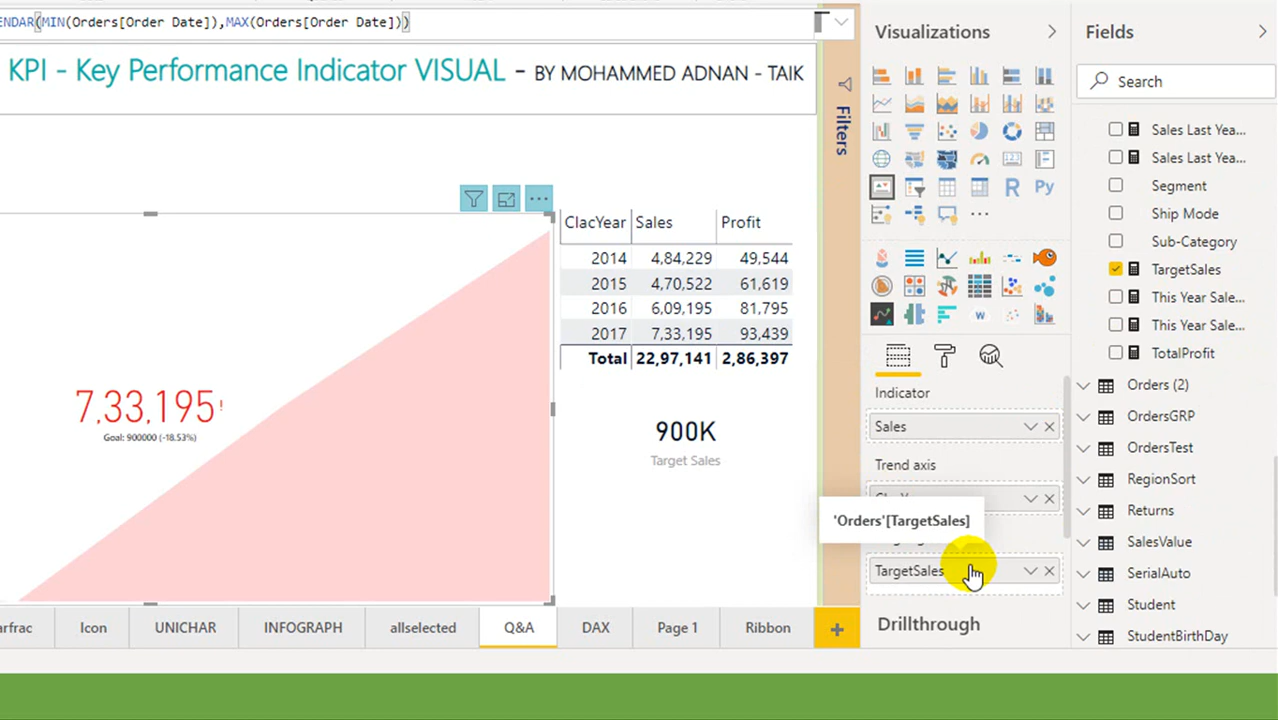 ENDAR(MIN(Orders[Order Date]),MAX(Orders[Order Date]))
KPI - Key Performance Indicator VISUAL - BY MOHAMMED ADNAN - TAIK
7,33,195!
Goal: 900000 (-18.53%)
ClacYear Sales Profit
2014 4,84,229 49,544
2015 4,70,522 61,619
2016 6,09,195 81,795
2017 7,33,195 93,439
Total 22,97,141 2,86,397
900K
Target Sales
Filters
Visualizations
R Py
W
Indicator
Sales
Trend axis
'Orders'[TargetSales]
TargetSales
Drillthrough
Fields
Search
Sales Last Yea...
Sales Last Yea...
Segment
Ship Mode
Sub-Category
TargetSales
This Year Sale...
This Year Sale...
TotalProfit
Orders (2)
OrdersGRP
OrdersTest
RegionSort
Returns
SalesValue
SerialAuto
Student
StudentBirthDay
arfrac Icon UNICHAR INFOGRAPH allselected Q&A DAX Page 1 Ribbon